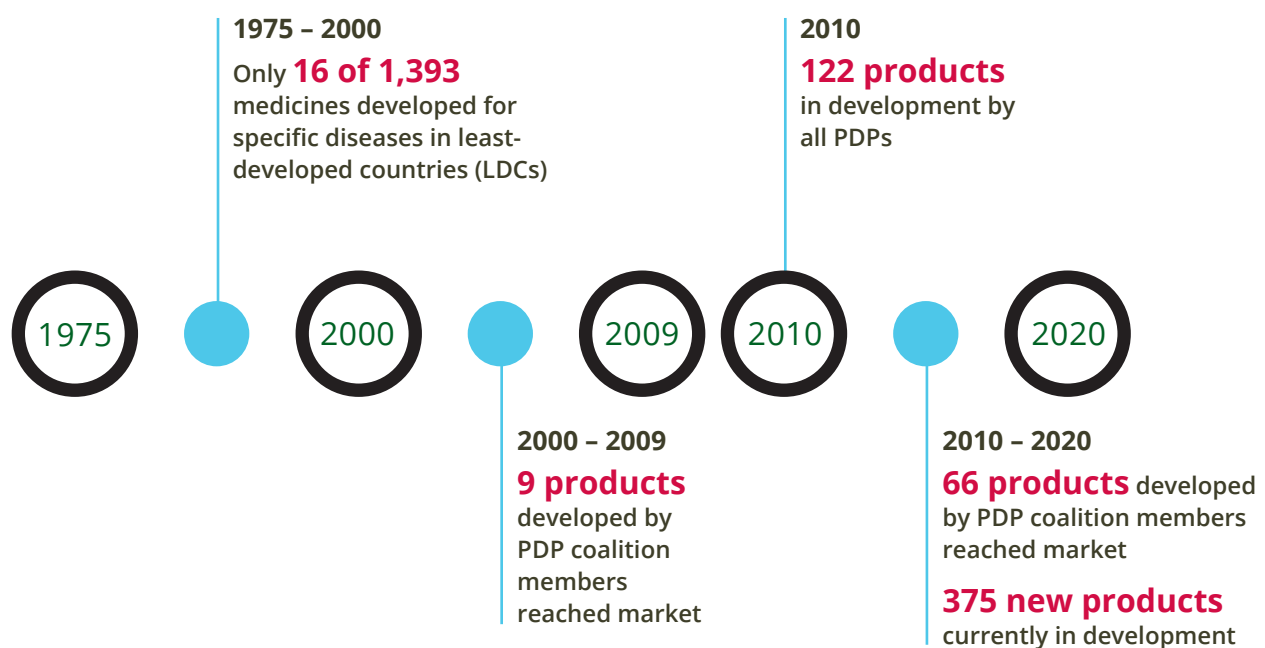 1975 – 2000
Only 16 of 1,393
medicines developed for
specific diseases in least-
developed countries (LDCs)
2010
122 products
in development by
all PDPs
1975
2000
2009
2010
2020
2000 – 2009
9 products
developed by
PDP coalition
members
reached market
2010 – 2020
66 products developed
by PDP coalition members
reached market
375 new products
currently in development